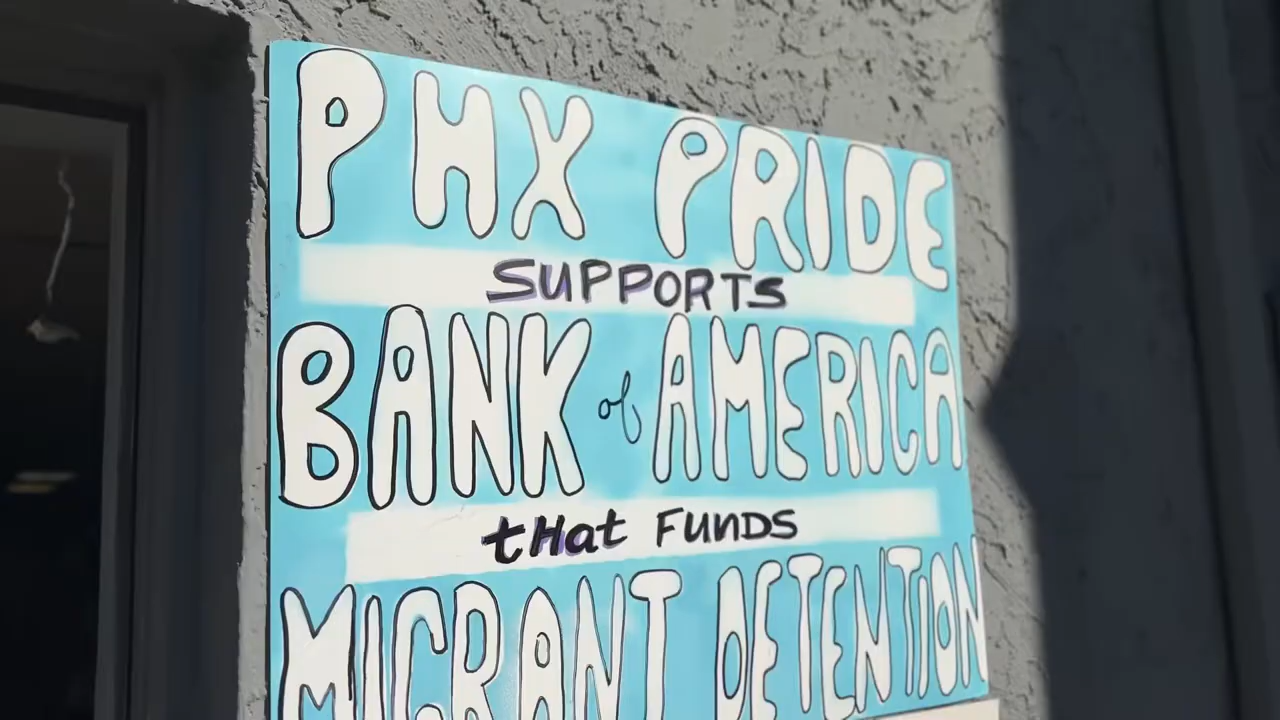 PHX PRIDE
SUPPORTS
BANK of AMERICA
tHat FUNDS
MIGRANT DETENTION